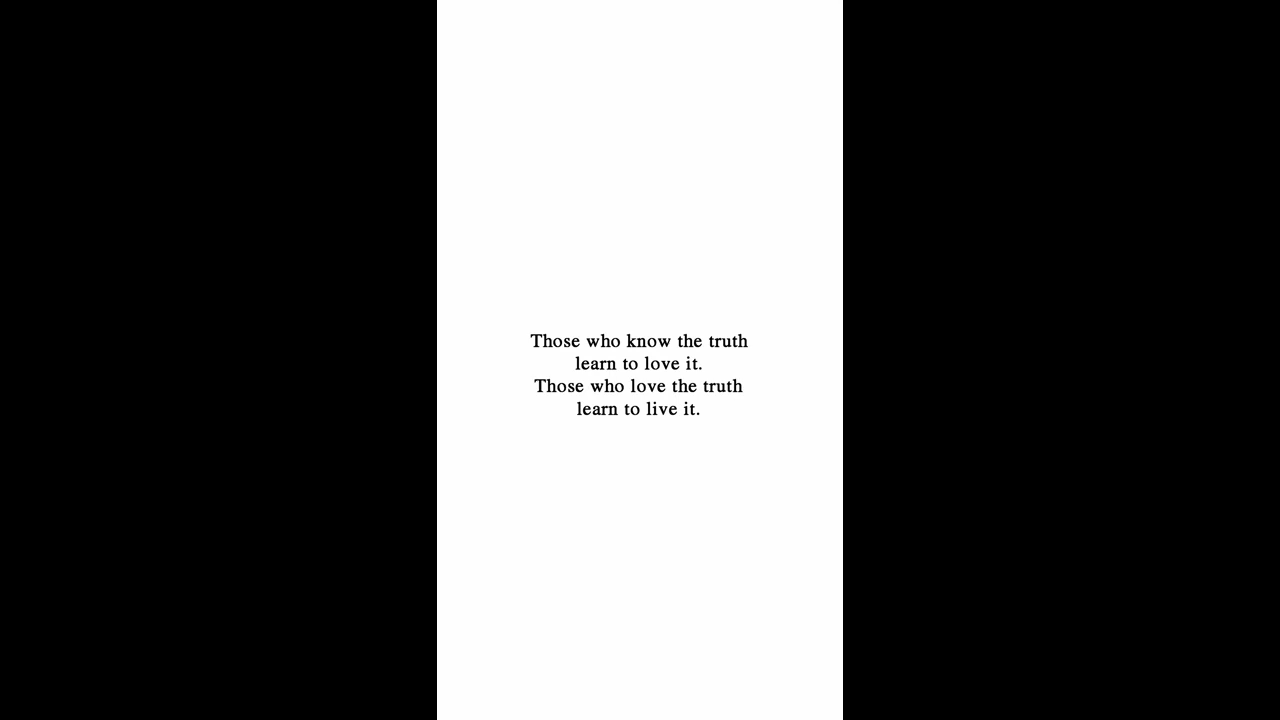 Those who know the truth
learn to love it.
Those who love the truth
learn to live it.